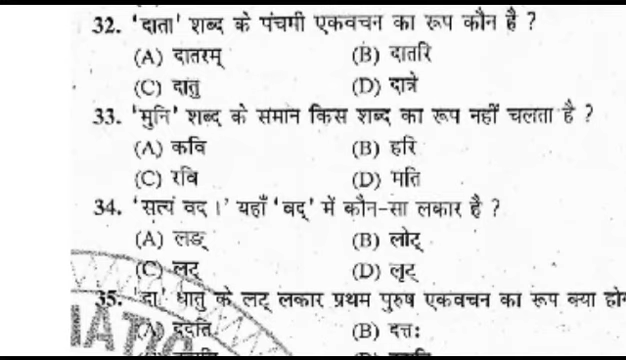 32. 'दाता' शब्द के पंचमी एकवचन का रूप कौन है ?
(A) दातरम् (B) दातरि
(C) दातु (D) दात्रे
33. 'मुनि' शब्द के समान किस शब्द का रूप नहीं चलता है ?
(A) कवि (B) हरि
(C) रवि (D) मति
34. 'सत्यं वद ।' यहाँ 'वद्' में कौन-सा लकार है ?
(A) लङ् (B) लोट्
(C) लट् (D) लृट्
35. 'दा' धातु के लट् लकार प्रथम पुरुष एकवचन का रूप क्या
(A) ददति (B) दत्तः